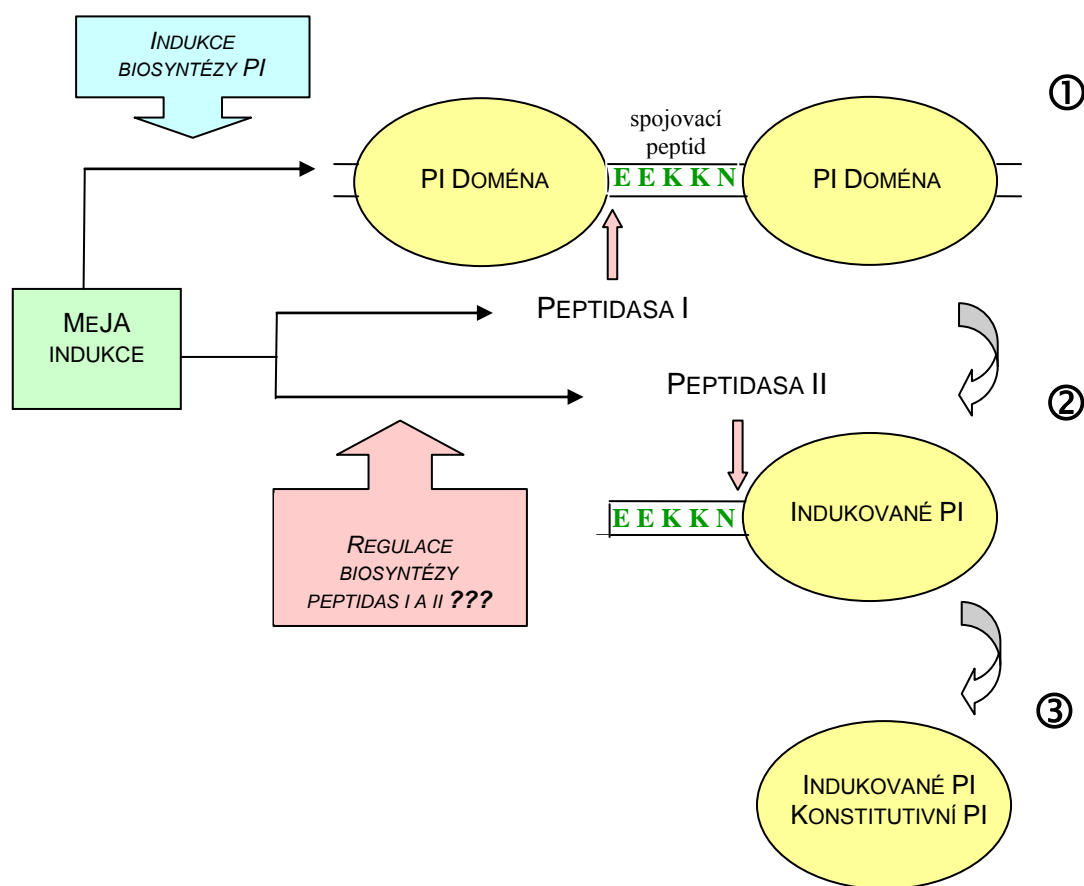 INDUKCE
BIOSYNTÉZY PI
①
spojovací
peptid
PI DOMÉNA
E E K K N
PI DOMÉNA
MEJA
INDUKCE
PEPTIDASA I
PEPTIDASA II
②
E E K K N
INDUKOVANÉ PI
REGULACE
BIOSYNTÉZY
PEPTIDAS I A II ???
③
INDUKOVANÉ PI
KONSTITUTIVNÍ PI